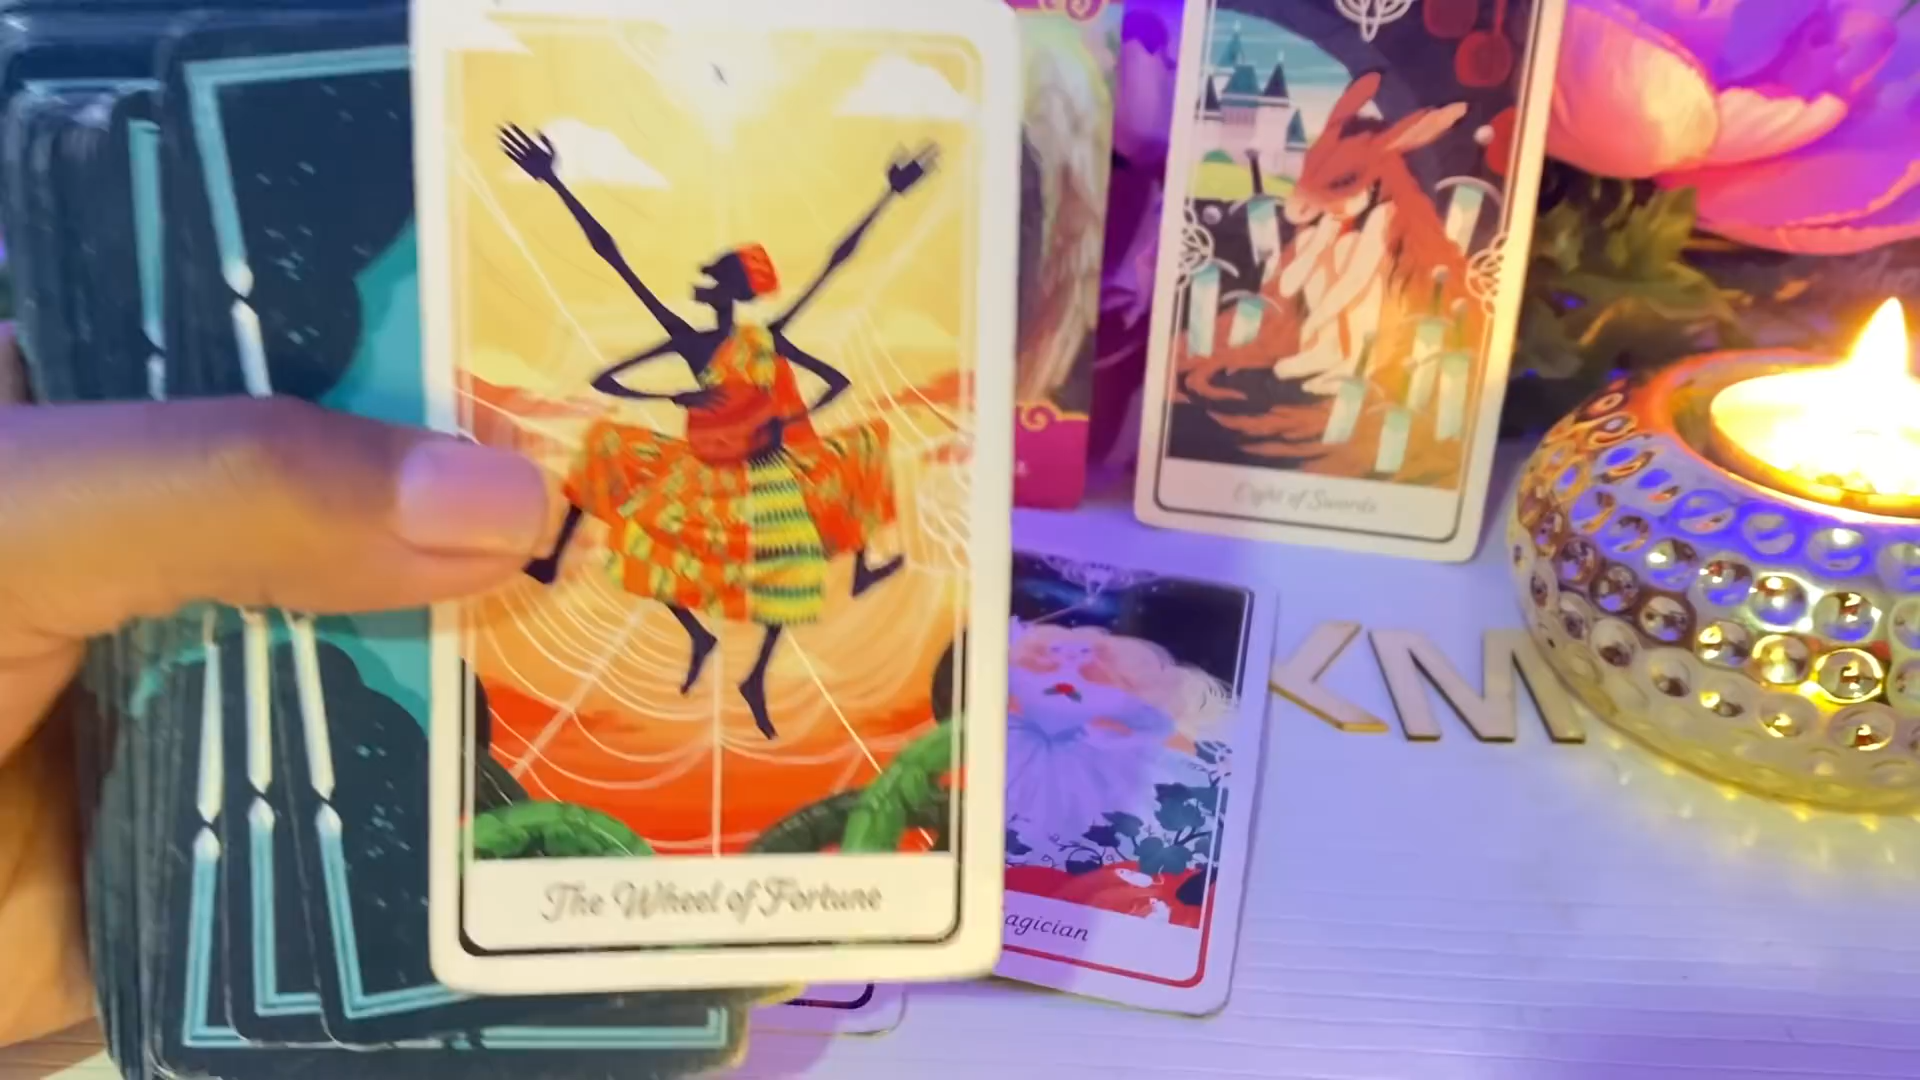 The Wheel of Fortune
Eight of Swords
agician
KM